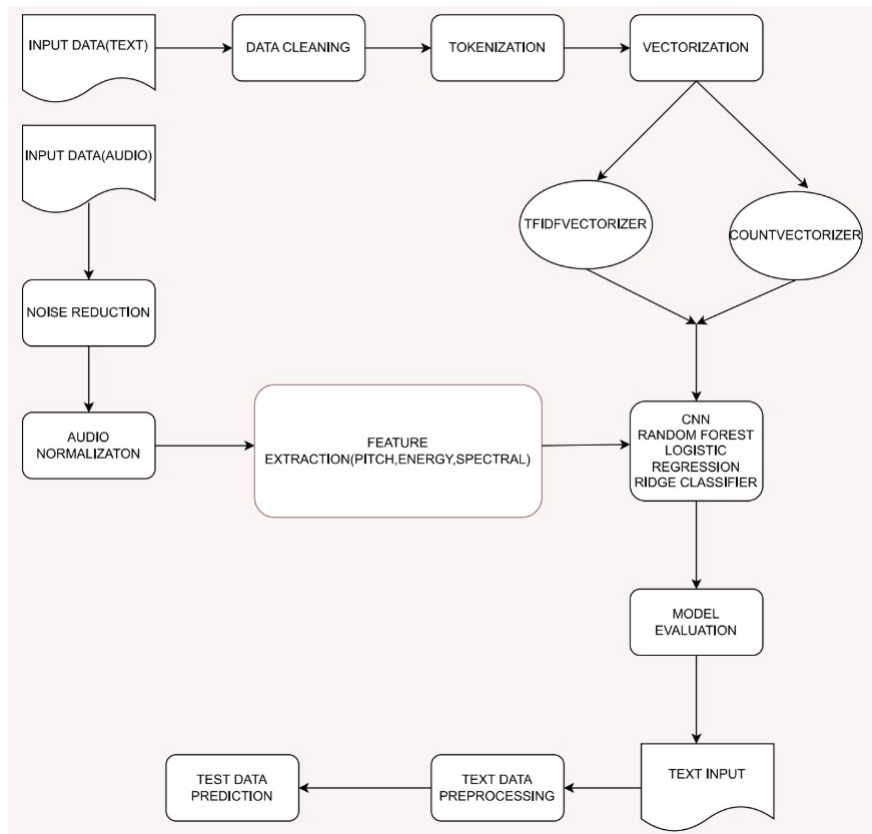 INPUT DATA(TEXT)
DATA CLEANING
TOKENIZATION
VECTORIZATION
INPUT DATA(AUDIO)
TFIDFVECTORIZER
COUNTVECTORIZER
NOISE REDUCTION
AUDIO
NORMALIZATON
FEATURE
EXTRACTION(PITCH,ENERGY,SPECTRAL)
CNN
RANDOM FOREST
LOGISTIC
REGRESSION
RIDGE CLASSIFIER
MODEL
EVALUATION
TEXT INPUT
TEXT DATA
PREPROCESSING
TEST DATA
PREDICTION